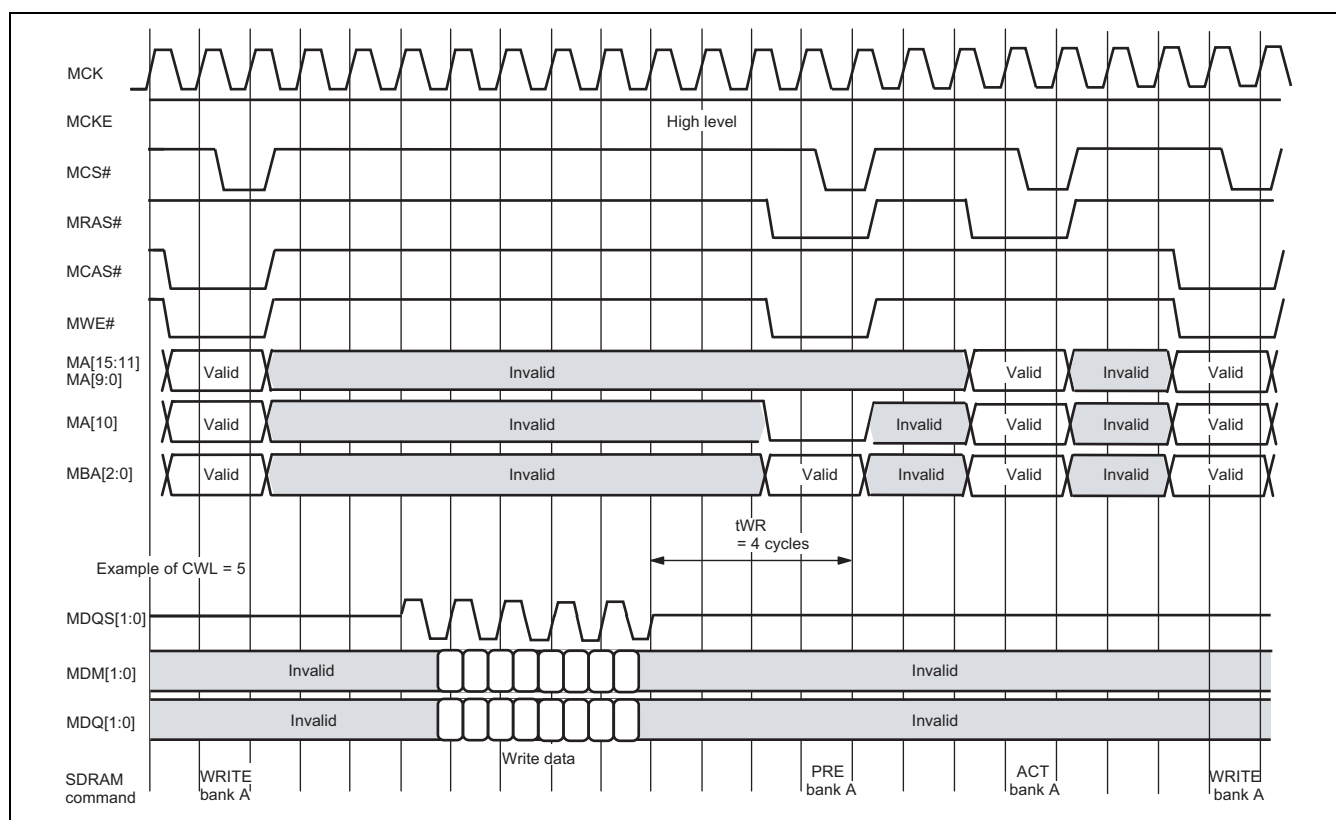 MCK
MCKE High level
MCS#
MRAS#
MCAS#
MWE#
MA[15:11]
MA[9:0] Valid Invalid Valid Invalid Valid
MA[10] Valid Invalid Invalid Valid Invalid Valid
MBA[2:0] Valid Invalid Valid Invalid Valid Invalid Valid
tWR
= 4 cycles
Example of CWL = 5
MDQS[1:0]
MDM[1:0] Invalid Invalid
MDQ[1:0] Invalid Invalid
Write data
SDRAM WRITE PRE ACT WRITE
command bank A' bank A bank A bank A